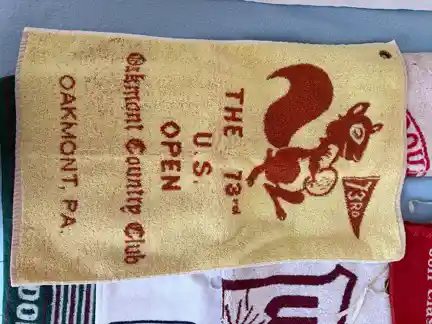 73RD
THE 73rd
U.S.
OPEN
Oakmont Country Club
OAKMONT, PA.